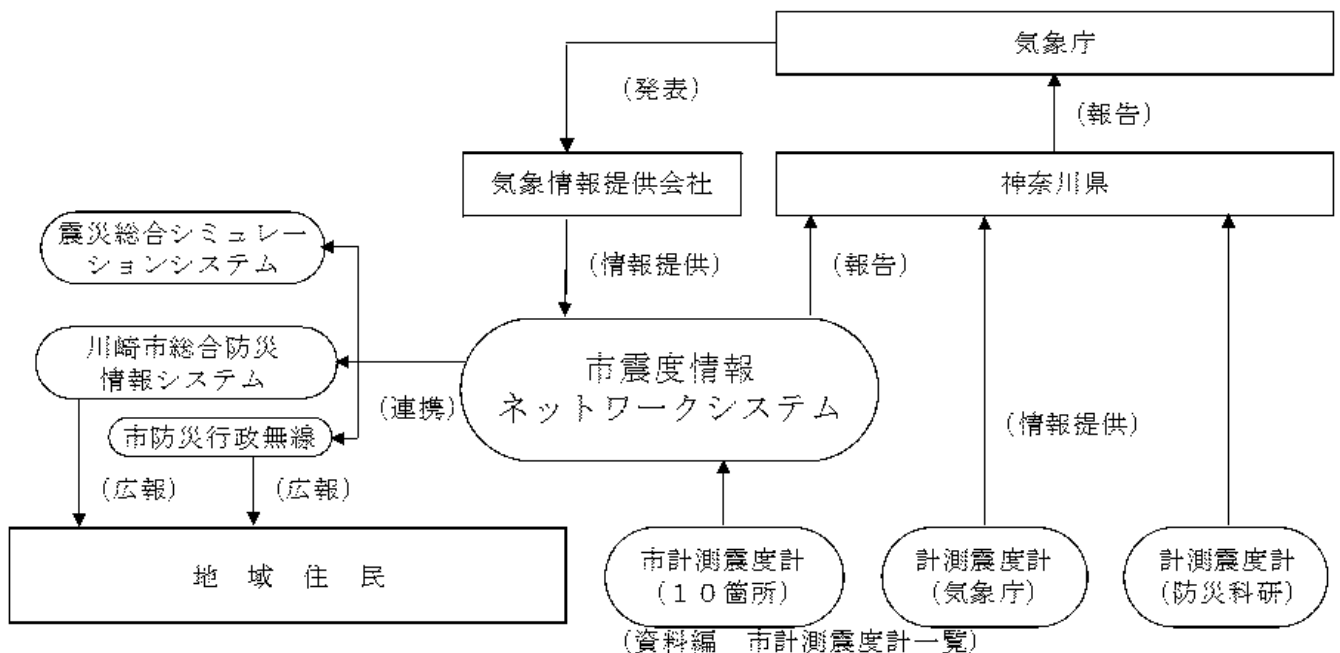 気象庁
(発表)
(報告)
気象情報提供会社
神奈川県
震災総合シミュレー
ションシステム
(情報提供)
(報告)
川崎市総合防災
情報システム
市震度情報
ネットワークシステム
(連携)
(情報提供)
市防災行政無線
(広報)
(広報)
地 域 住 民
市計測震度計
(10箇所)
計測震度計
(気象庁)
計測震度計
(防災科研)
(資料編 市計測震度計一覧)